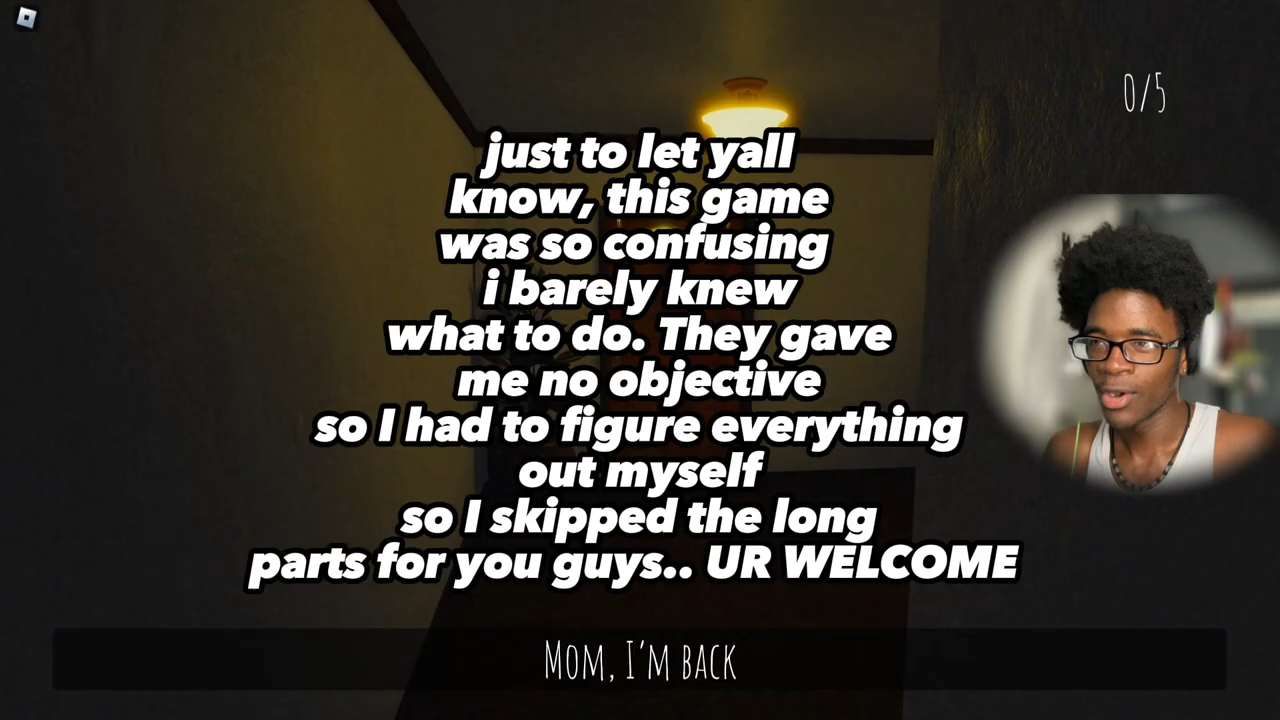 0/5
just to let yall
know, this game
was so confusing
i barely knew
what to do. They gave
me no objective
so I had to figure everything
out myself
so I skipped the long
parts for you guys.. UR WELCOME
Mom, I'm back